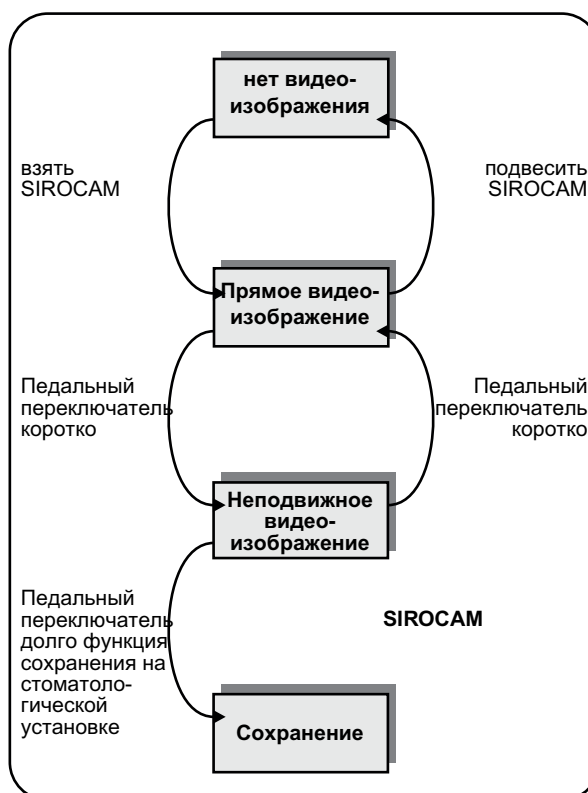 нет видео-
изображения
взять
SIROCAM
подвесить
SIROCAM
Прямое видео-
изображение
Педальный
переключатель
коротко
Педальный
переключатель
коротко
Неподвижное
видео-
изображение
Педальный
переключатель
долго функция
сохранения на
стоматоло-
гической
установке
SIROCAM
Сохранение